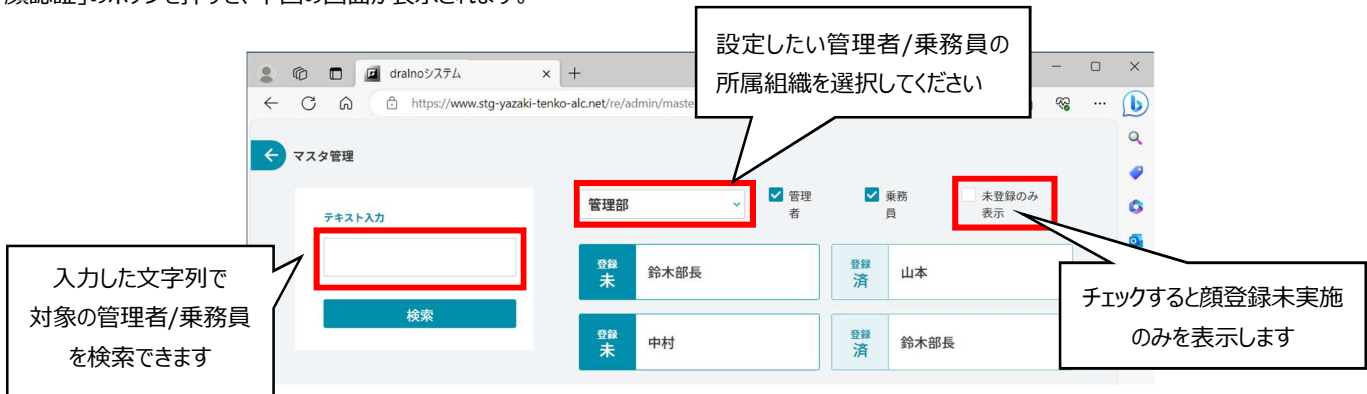 顔認証」のボタンを押すと、下図の画面が表示されます。
設定したい管理者/乗務員の
所属組織を選択してください
dralnoシステム
https://www.stg-yazaki-tenko-alc.net/re/admin/maste
マスタ管理
管理部
管理
者
乗務
員
未登録のみ
表示
テキスト入力
入力した文字列で
対象の管理者/乗務員
を検索できます
検索
登録
未
鈴木部長
登録
済
山本
登録
未
中村
登録
済
鈴木部長
チェックすると顔登録未実施
のみを表示します